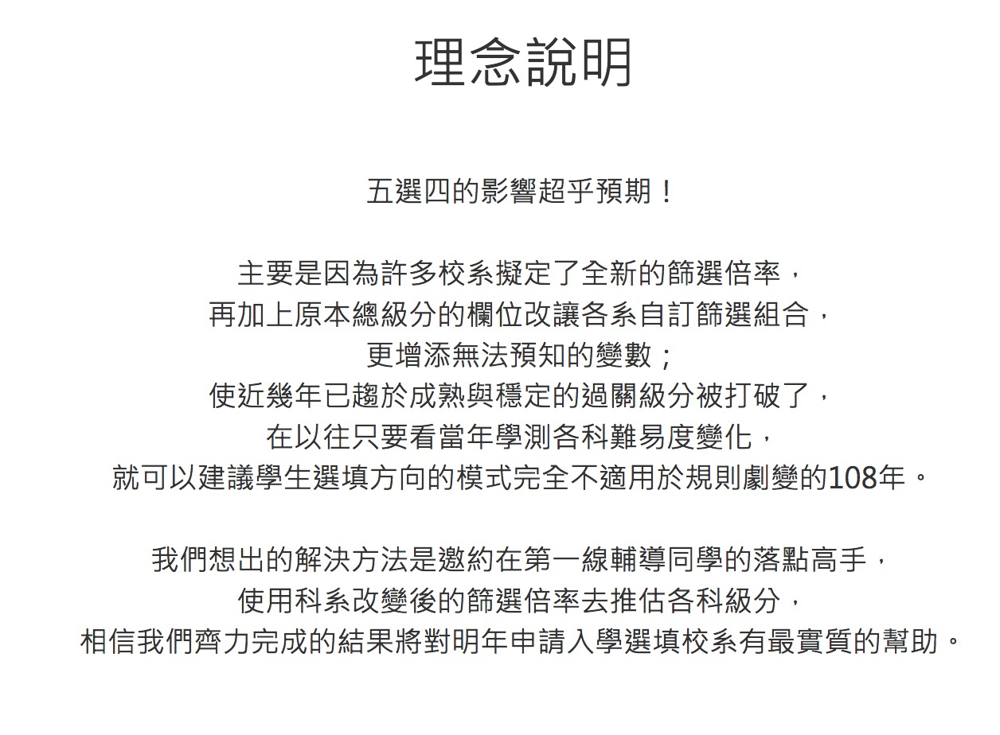 理念說明
五選四的影響超乎預期！
主要是因為許多校系擬定了全新的篩選倍率，
再加上原本總級分的欄位改讓各系自訂篩選組合，
更增添無法預知的變數；
使近幾年已趨於成熟與穩定的過關級分被打破了，
在以往只要看當年學測各科難易度變化，
就可以建議學生選填方向的模式完全不適用於規則劇變的108年。
我們想出的解決方法是邀約在第一線輔導同學的落點高手，
使用科系改變後的篩選倍率去推估各科級分，
相信我們齊力完成的結果將對明年申請入學選填校系有最實質的幫助。